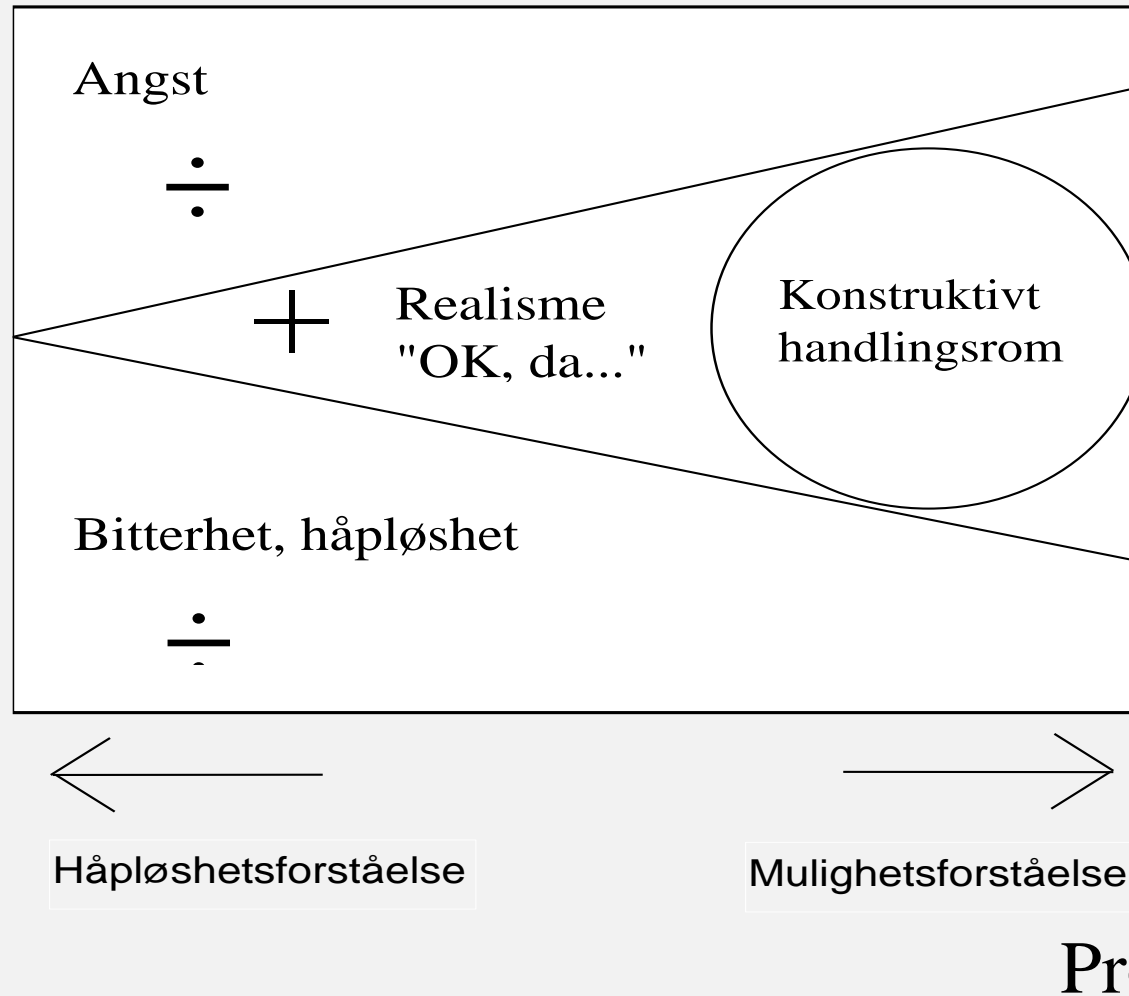 Angst
÷
+
Realisme
"OK, da..."
Konstruktivt
handlingsrom
Bitterhet, håpløshet
÷
Håpløshetsforståelse
Mulighetsforståelse